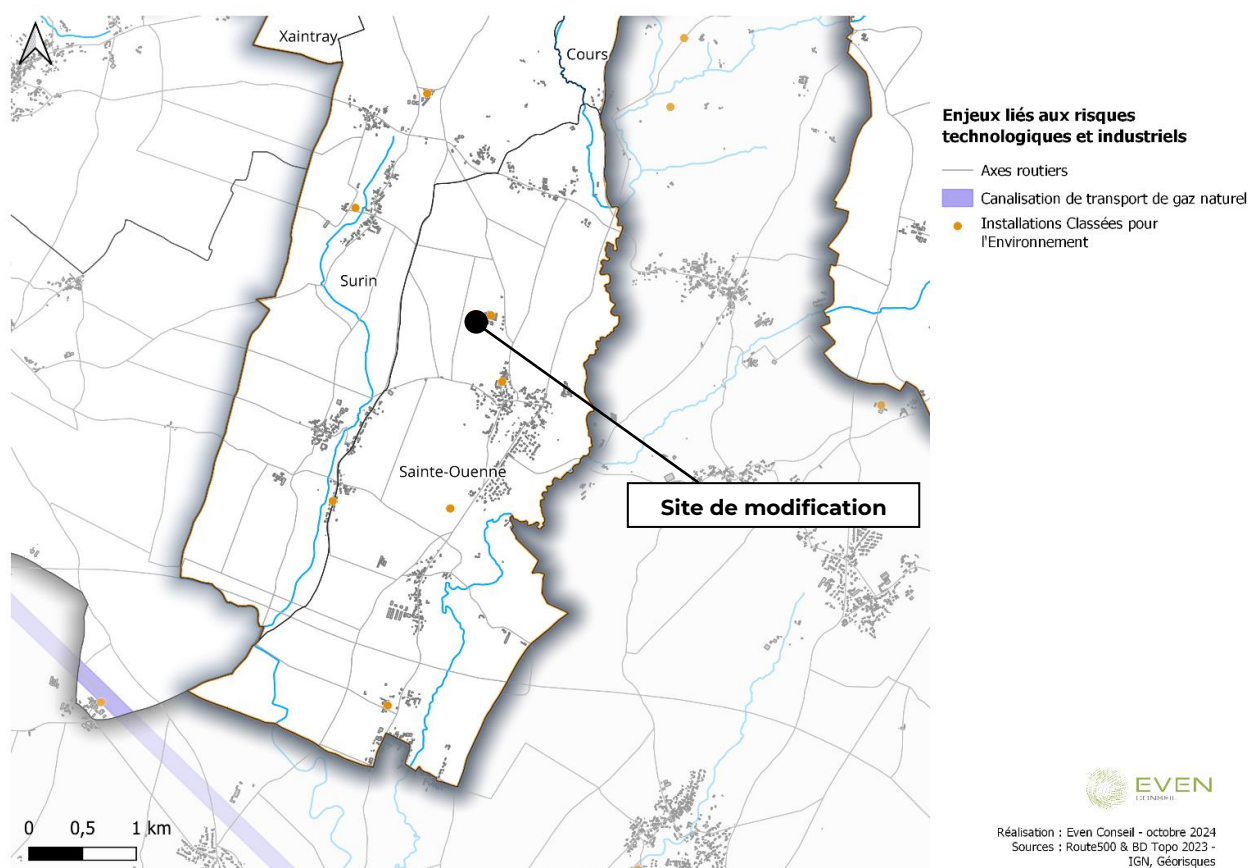 Xaintray
Cours
Surin
Sainte-Ouenne
Site de modification
0 0,5 1 km
Enjeux liés aux risques
technologiques et industriels
Axes routiers
Canalisation de transport de gaz naturel
Installations Classées pour
l'Environnement
EVEN
CONSEIL
Réalisation : Even Conseil - octobre 2024
Sources : Route500 & BD Topo 2023 -
IGN, Géorisques